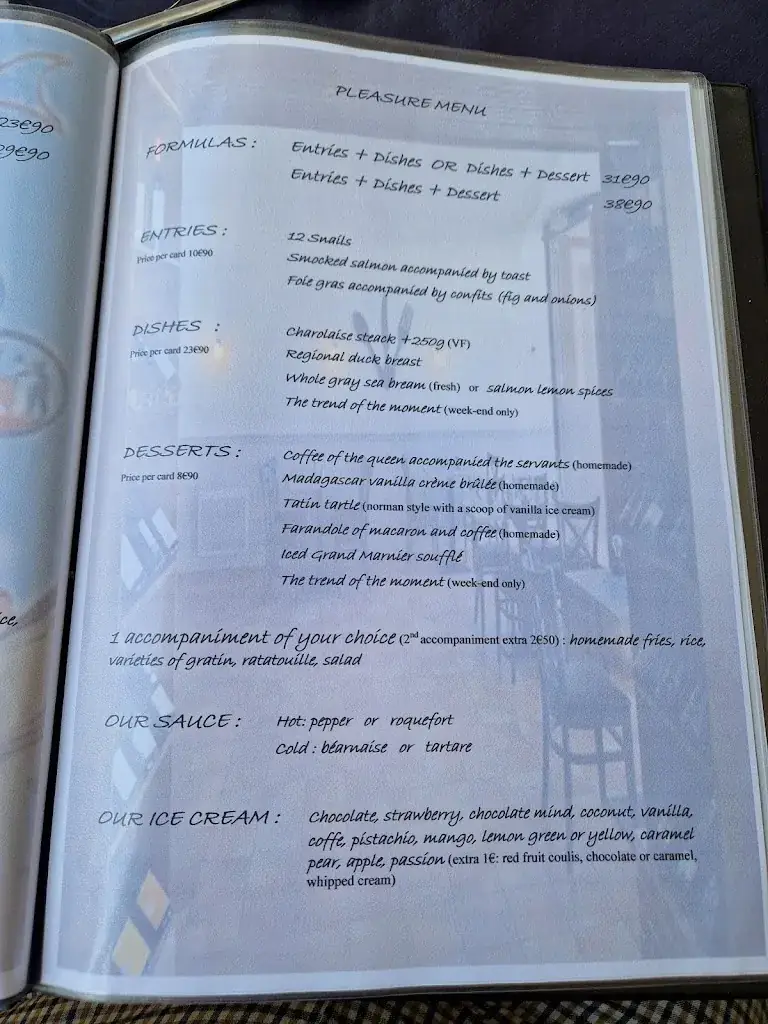 23€90
29€90
ice,
PLEASURE MENU
FORMULAS : Entries + Dishes OR Dishes + Dessert 31€90
Entries + Dishes + Dessert 38€90
ENTRIES : 12 Snails
Price per card 10€90 Smocked salmon accompanied by toast
Foie gras accompanied by confits (fig and onions)
DISHES : Charolaise steack +250g (VF)
Price per card 23€90 Regional duck breast
Whole gray sea bream (fresh) or salmon lemon spices
The trend of the moment (week-end only)
DESSERTS : Coffee of the queen accompanied the servants (homemade)
Price per card 8€90 Madagascar vanilla crème brûlée (homemade)
Tatin tartle (norman style with a scoop of vanilla ice cream)
Farandole of macaron and coffee (homemade)
Iced Grand Marnier soufflé
The trend of the moment (week-end only)
1 accompaniment of your choice (2nd accompaniment extra 2€50) : homemade fries, rice,
varieties of gratin, ratatouille, salad
OUR SAUCE : Hot: pepper or roquefort
Cold : béarnaise or tartare
OUR ICE CREAM : Chocolate, strawberry, chocolate mind, coconut, vanilla,
coffe, pistachio, mango, lemon green or yellow, caramel
pear, apple, passion (extra 1€: red fruit coulis, chocolate or caramel,
whipped cream)